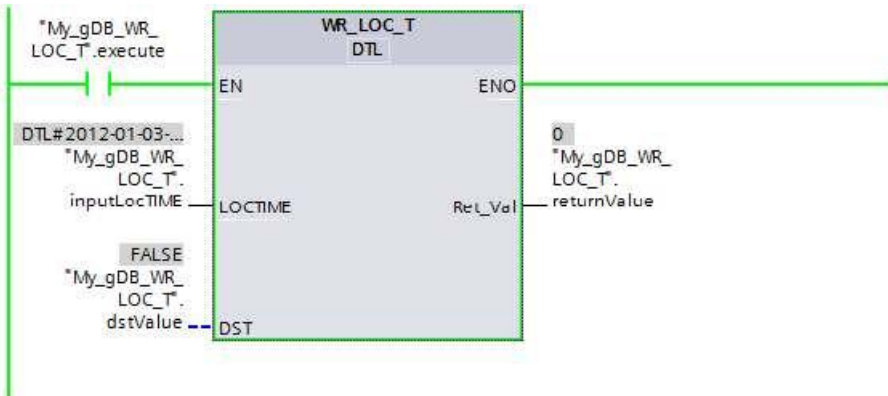 "My_gDB_WR_
LOC_T".execute
WR_LOC_T
DTL
EN
ENO
DTL#2012-01-03-...
"My_gDB_WR_
LOC_T".
inputLocTIME
LOCTIME
0
"My_gDB_WR_
LOC_T".
returnValue
Ret_Val
FALSE
"My_gDB_WR_
LOC_T".
dstValue
DST